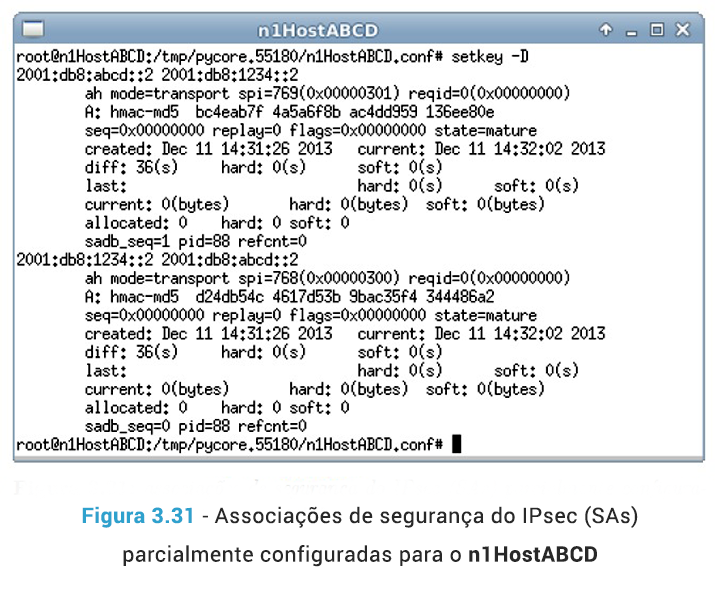 n1HostABCD
root@n1HostABCD:/tmp/pycore.55180/n1HostABCD.conf# setkey -D
2001:db8:abcd::2 2001:db8:1234::2
ah mode=transport spi=769(0x00000301) reqid=0(0x00000000)
A: hmac-md5 bc4eab7f 4a5a6f8b ac4dd959 136ee80e
seq=0x00000000 replay=0 flags=0x00000000 state=mature
created: Dec 11 14:31:26 2013 current: Dec 11 14:32:02 2013
diff: 36(s) hard: 0(s) soft: 0(s)
last: hard: 0(s) soft: 0(s)
current: 0(bytes) hard: 0(bytes) soft: 0(bytes)
allocated: 0 hard: 0 soft: 0
sadb_seq=1 pid=88 refcnt=0
2001:db8:1234::2 2001:db8:abcd::2
ah mode=transport spi=768(0x00000300) reqid=0(0x00000000)
A: hmac-md5 d24db54c 4617d53b 9bac35f4 344486a2
seq=0x00000000 replay=0 flags=0x00000000 state=mature
created: Dec 11 14:31:26 2013 current: Dec 11 14:32:02 2013
diff: 36(s) hard: 0(s) soft: 0(s)
last: hard: 0(s) soft: 0(s)
current: 0(bytes) hard: 0(bytes) soft: 0(bytes)
allocated: 0 hard: 0 soft: 0
sadb_seq=0 pid=88 refcnt=0
root@n1HostABCD:/tmp/pycore.55180/n1HostABCD.conf#
Figura 3.31 - Associações de segurança do IPsec (SAs)
parcialmente configuradas para o n1HostABCD